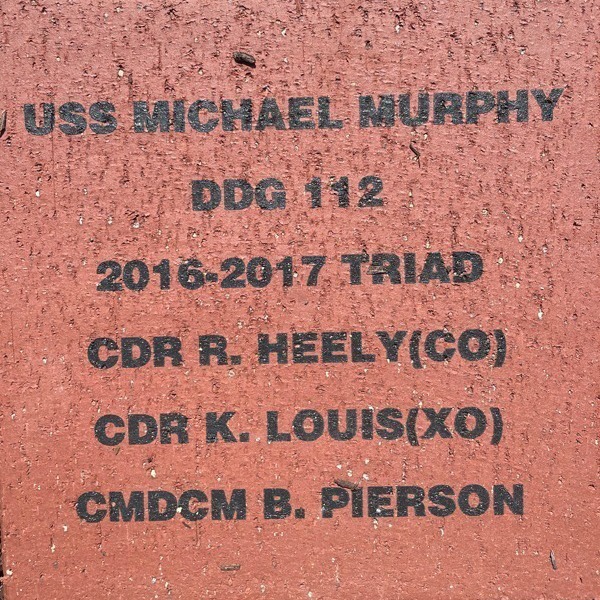 USS MICHAEL MURPHY
DDG 112
2016-2017 TRIAD
CDR R. HEELY(CO)
CDR K. LOUIS(XO)
CMDCM B. PIERSON